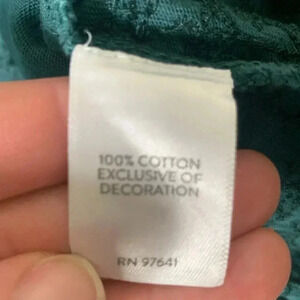 100% COTTON
EXCLUSIVE OF
DECORATION
RN 97641